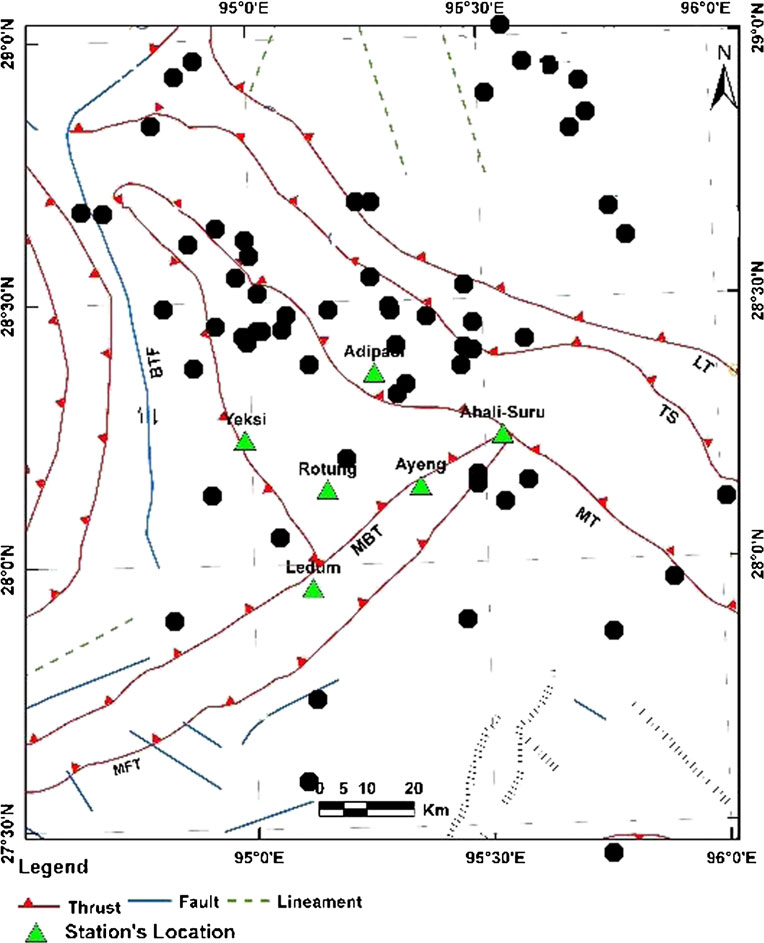 95°0'E 95°30'E 96°0'E
29°0'N 29°0'N
N
28°30'N 28°30'N
BTF
LT
Adipasi
TS
Yeksi Ahali-Suru
Rotung Ayeng
MT
MBT
28°0'N 28°0'N
Ledum
MFT
0 5 10 20
Km
27°30'N
95°0'E 95°30'E 96°0'E
Legend
Thrust Fault Lineament
Station's Location